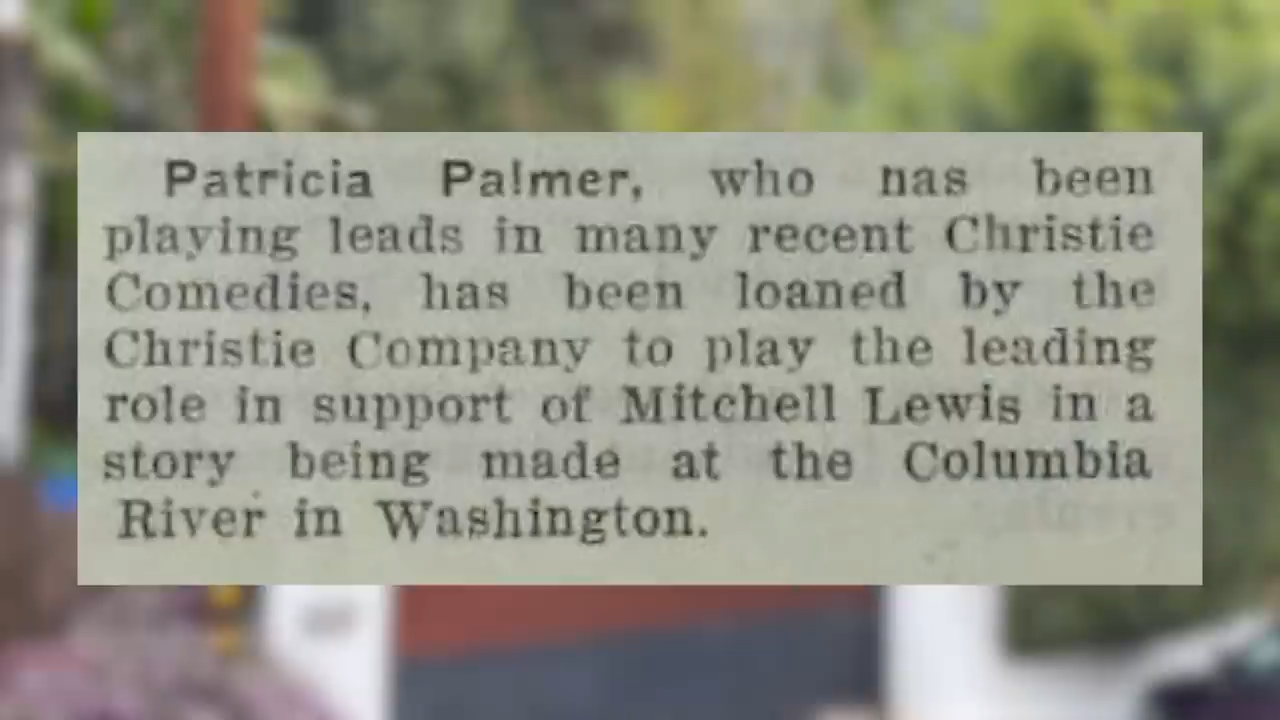 Patricia Palmer, who nas been
playing leads in many recent Christie
Comedies, has been loaned by the
Christie Company to play the leading
role in support of Mitchell Lewis in a
story being made at the Columbia
River in Washington.